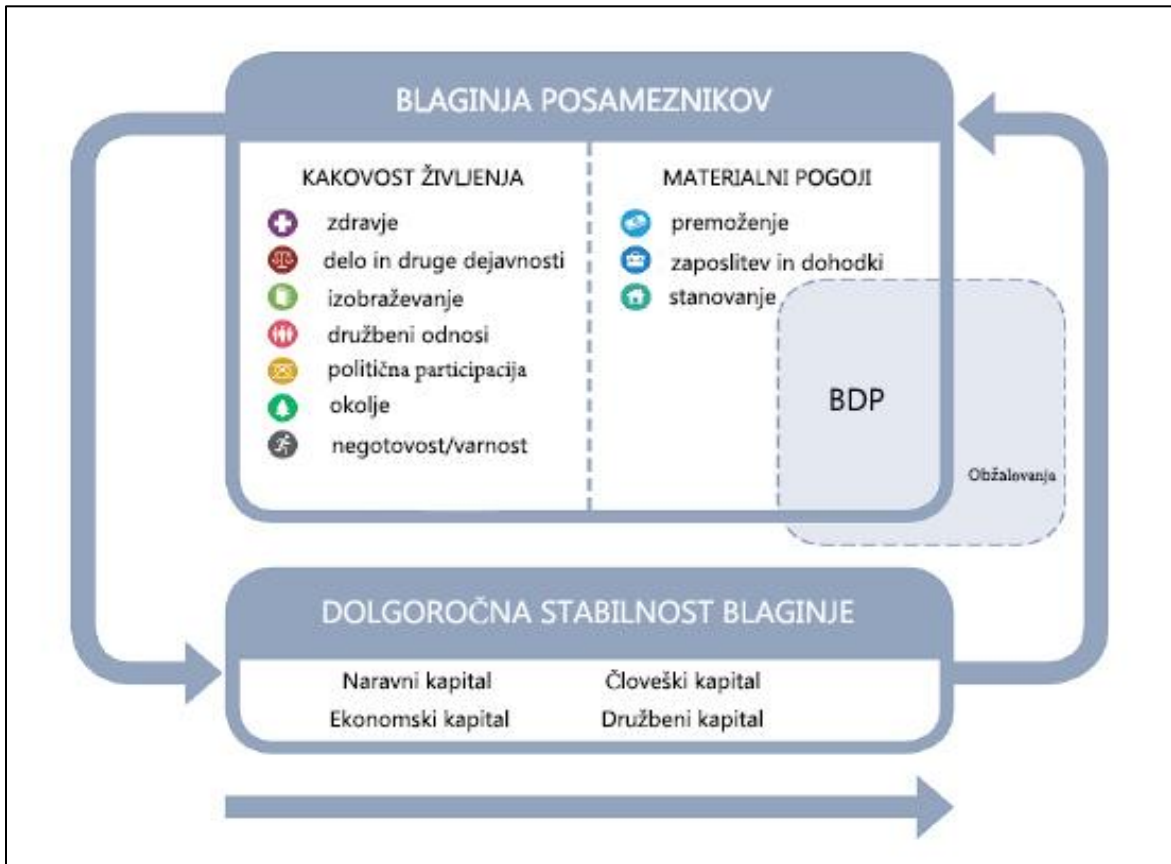 BLAGINJA POSAMEZNIKOV
KAKOVOST ŽIVLJENJA
zdravje
delo in druge dejavnosti
izobraževanje
družbeni odnosi
politična participacija
okolje
negotovost/varnost
MATERIALNI POGOJI
premoženje
zaposlitev in dohodki
stanovanje
BDP
Obžalovanja
DOLGOROČNA STABILNOST BLAGINJE
Naravni kapital
Človeški kapital
Ekonomski kapital
Družbeni kapital